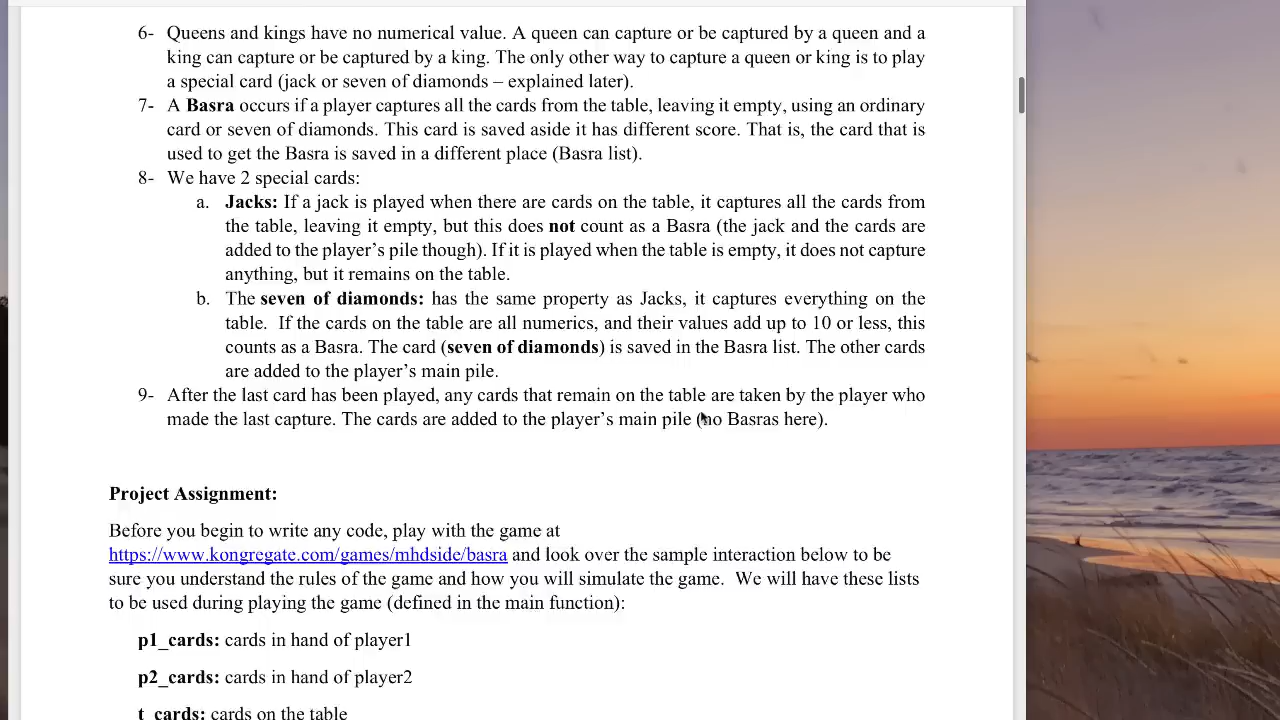 6- Queens and kings have no numerical value. A queen can capture or be captured by a queen and a
king can capture or be captured by a king. The only other way to capture a queen or king is to play
a special card (jack or seven of diamonds – explained later).
7- A Basra occurs if a player captures all the cards from the table, leaving it empty, using an ordinary
card or seven of diamonds. This card is saved aside it has different score. That is, the card that is
used to get the Basra is saved in a different place (Basra list).
8- We have 2 special cards:
a. Jacks: If a jack is played when there are cards on the table, it captures all the cards from
the table, leaving it empty, but this does not count as a Basra (the jack and the cards are
added to the player’s pile though). If it is played when the table is empty, it does not capture
anything, but it remains on the table.
b. The seven of diamonds: has the same property as Jacks, it captures everything on the
table.  If the cards on the table are all numerics, and their values add up to 10 or less, this
counts as a Basra. The card (seven of diamonds) is saved in the Basra list. The other cards
are added to the player’s main pile.
9- After the last card has been played, any cards that remain on the table are taken by the player who
made the last capture. The cards are added to the player’s main pile (no Basras here).
Project Assignment:
Before you begin to write any code, play with the game at
https://www.kongregate.com/games/mhdside/basra and look over the sample interaction below to be
sure you understand the rules of the game and how you will simulate the game.  We will have these lists
to be used during playing the game (defined in the main function):
p1_cards: cards in hand of player1
p2_cards: cards in hand of player2
t_cards: cards on the table